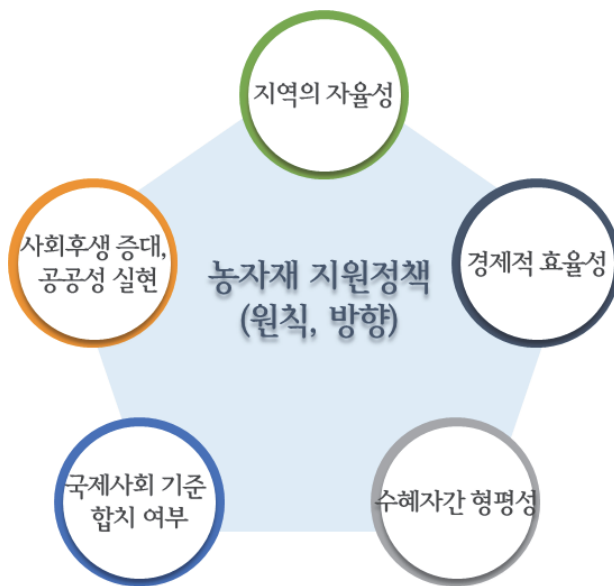 지역의 자율성
사회후생 증대,
공공성 실현
농자재 지원정책
(원칙, 방향)
경제적 효율성
국제사회 기준
합치 여부
수혜자간 형평성